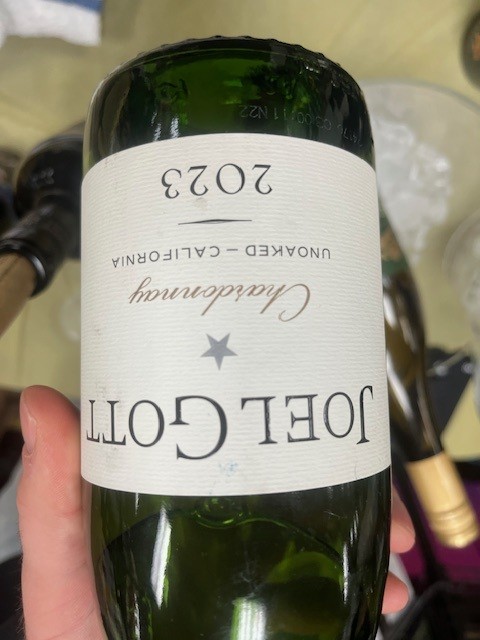 JOEL GOTT
Chardonnay
UNOAKED – CALIFORNIA
2023